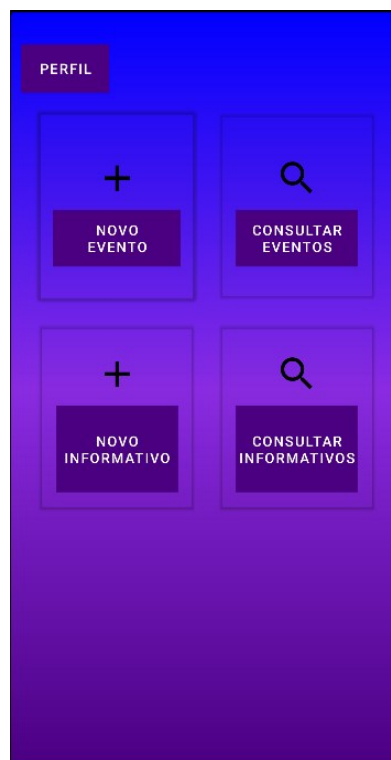 PERFIL
NOVO
EVENTO
CONSULTAR
EVENTOS
NOVO
INFORMATIVO
CONSULTAR
INFORMATIVOS